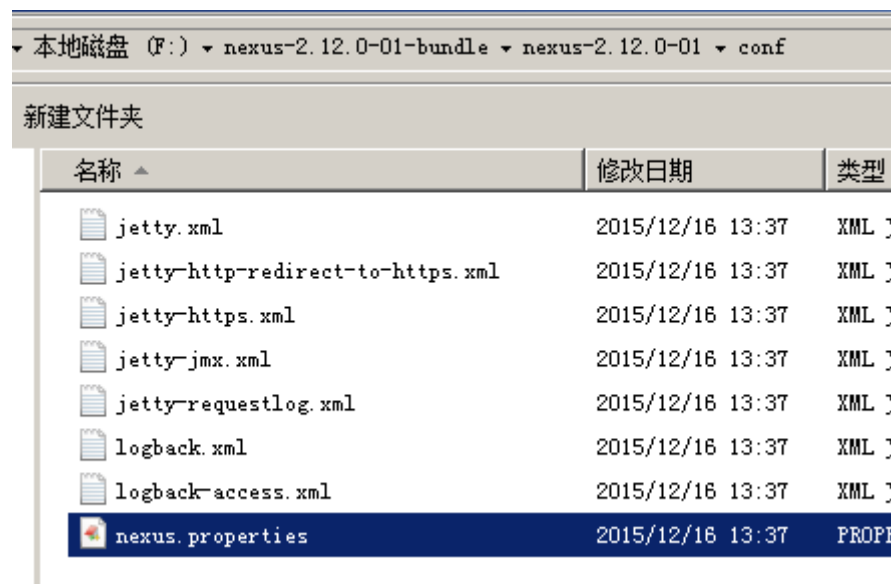 本地磁盘 (F:) nexus-2.12.0-01-bundle nexus-2.12.0-01 conf
新建文件夹
名称 修改日期 类型
jetty.xml 2015/12/16 13:37 XML
jetty-http-redirect-to-https.xml 2015/12/16 13:37 XML
jetty-https.xml 2015/12/16 13:37 XML
jetty-jmx.xml 2015/12/16 13:37 XML
jetty-requestlog.xml 2015/12/16 13:37 XML
logback.xml 2015/12/16 13:37 XML
logback-access.xml 2015/12/16 13:37 XML
nexus.properties 2015/12/16 13:37